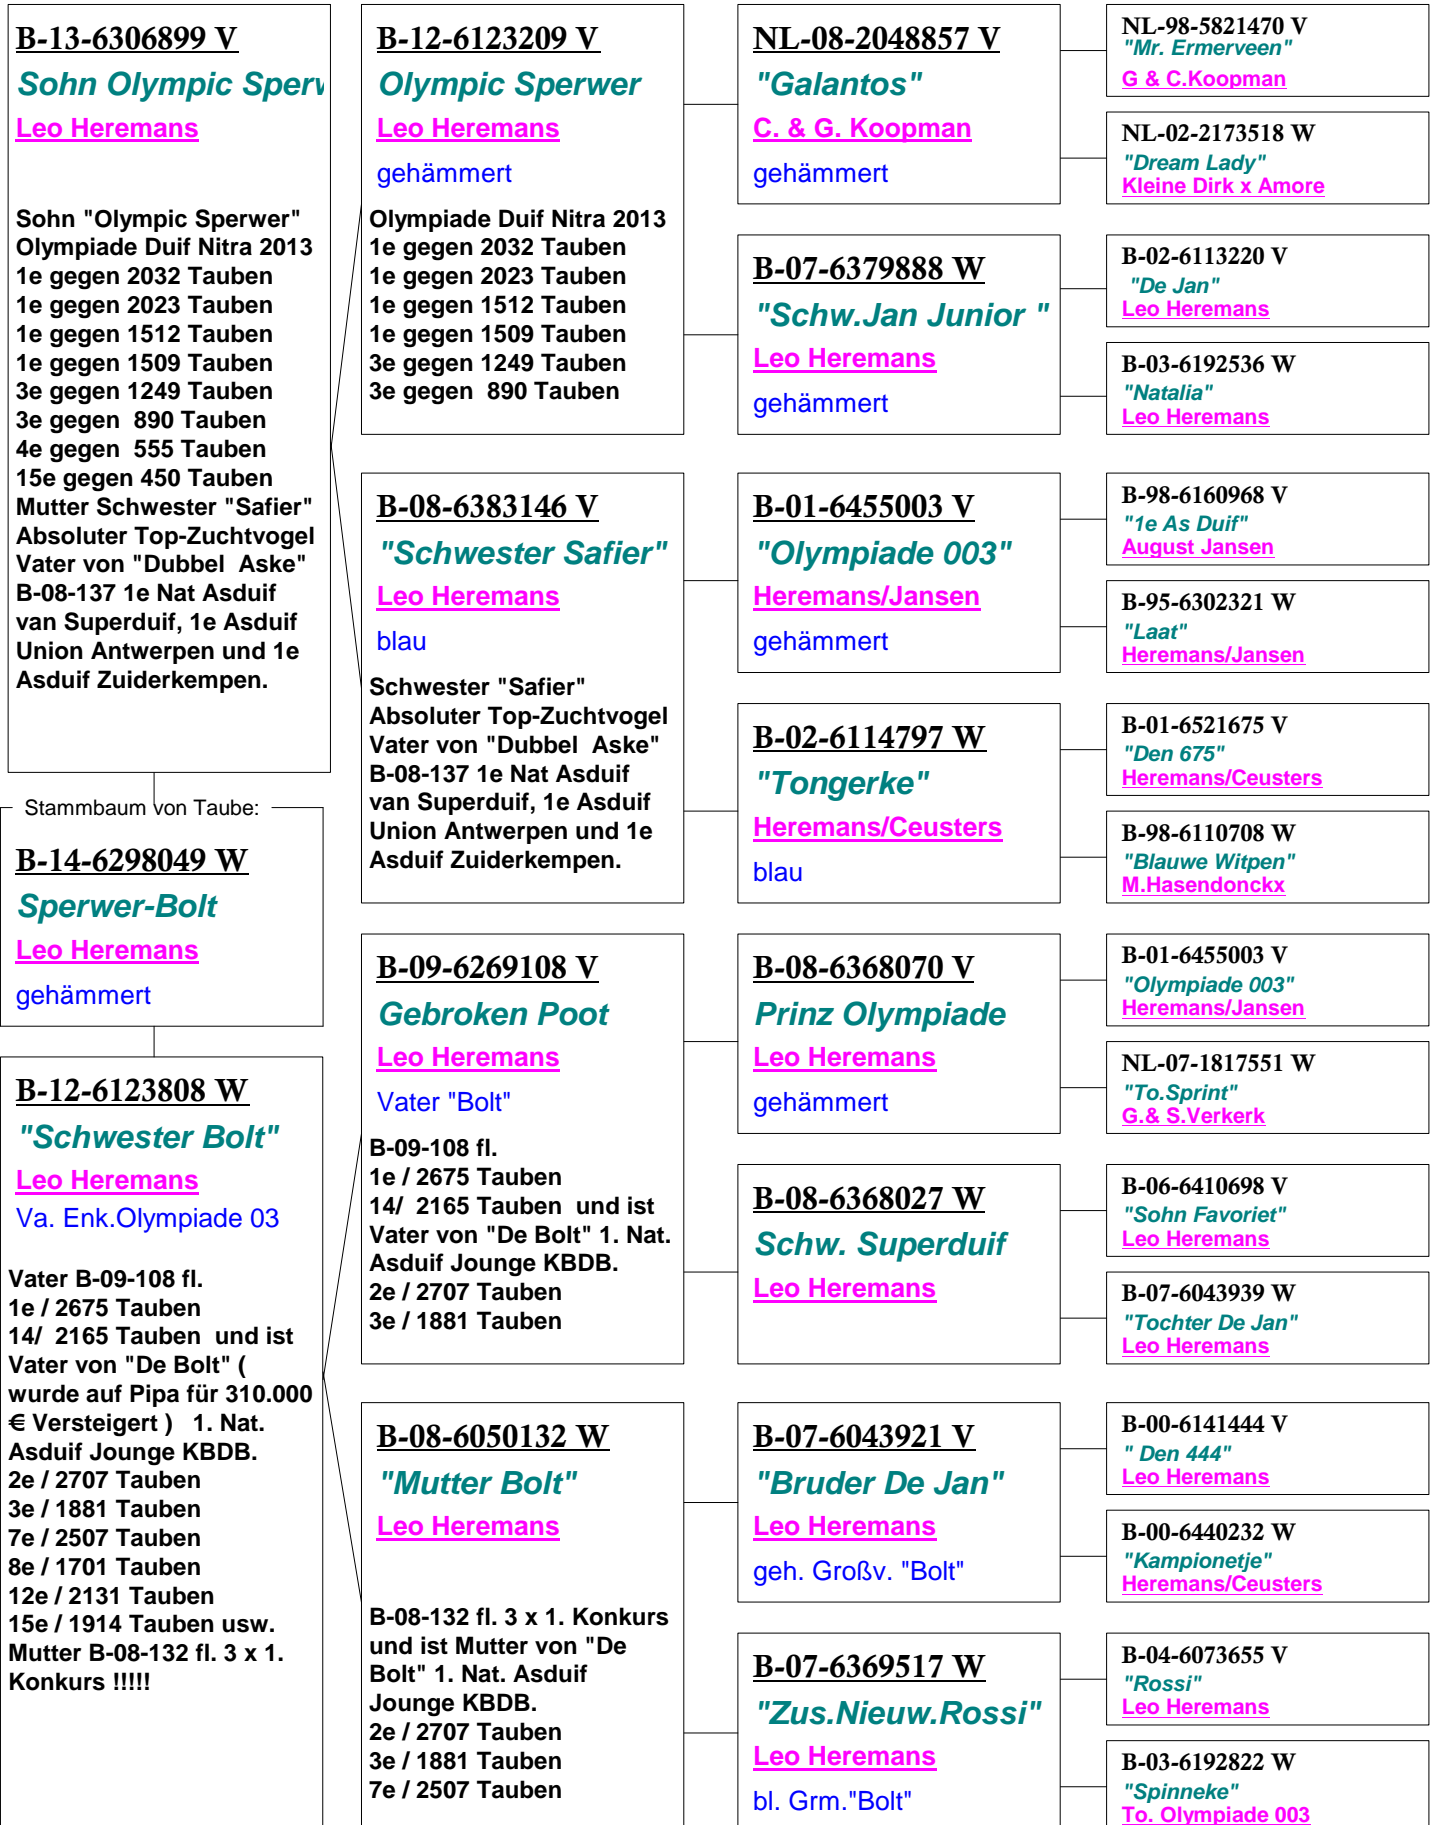 B-13-6306899 V
Sohn Olympic Sperw
Leo Heremans
Sohn "Olympic Sperwer"
Olympiade Duif Nitra 2013
1e gegen 2032 Tauben
1e gegen 2023 Tauben
1e gegen 1512 Tauben
1e gegen 1509 Tauben
3e gegen 1249 Tauben
3e gegen  890 Tauben
4e gegen  555 Tauben
15e gegen 450 Tauben
Mutter Schwester "Safier"
Absoluter Top-Zuchtvogel
Vater von "Dubbel  Aske"
B-08-137 1e Nat Asduif
van Superduif, 1e Asduif
Union Antwerpen und 1e
Asduif Zuiderkempen.
Stammbaum von Taube:
B-14-6298049 W
Sperwer-Bolt
Leo Heremans
gehämmert
B-12-6123808 W
"Schwester Bolt"
Leo Heremans
Va. Enk.Olympiade 03
Vater B-09-108 fl.
1e / 2675 Tauben
14/  2165 Tauben  und ist
Vater von "De Bolt" (
wurde auf Pipa für 310.000
€ Versteigert )   1. Nat.
Asduif Jounge KBDB.
2e / 2707 Tauben
3e / 1881 Tauben
7e / 2507 Tauben
8e / 1701 Tauben
12e / 2131 Tauben
15e / 1914 Tauben usw.
Mutter B-08-132 fl. 3 x 1.
Konkurs !!!!!
B-12-6123209 V
Olympic Sperwer
Leo Heremans
gehämmert
Olympiade Duif Nitra 2013
1e gegen 2032 Tauben
1e gegen 2023 Tauben
1e gegen 1512 Tauben
1e gegen 1509 Tauben
3e gegen 1249 Tauben
3e gegen  890 Tauben
B-08-6383146 V
"Schwester Safier"
Leo Heremans
blau
Schwester "Safier"
Absoluter Top-Zuchtvogel
Vater von "Dubbel  Aske"
B-08-137 1e Nat Asduif
van Superduif, 1e Asduif
Union Antwerpen und 1e
Asduif Zuiderkempen.
B-09-6269108 V
Gebroken Poot
Leo Heremans
Vater "Bolt"
B-09-108 fl.
1e / 2675 Tauben
14/  2165 Tauben  und ist
Vater von "De Bolt" 1. Nat.
Asduif Jounge KBDB.
2e / 2707 Tauben
3e / 1881 Tauben
B-08-6050132 W
"Mutter Bolt"
Leo Heremans
B-08-132 fl. 3 x 1. Konkurs
und ist Mutter von "De
Bolt" 1. Nat. Asduif
Jounge KBDB.
2e / 2707 Tauben
3e / 1881 Tauben
7e / 2507 Tauben
NL-08-2048857 V
"Galantos"
C. & G. Koopman
gehämmert
B-07-6379888 W
"Schw.Jan Junior "
Leo Heremans
gehämmert
B-01-6455003 V
"Olympiade 003"
Heremans/Jansen
gehämmert
B-02-6114797 W
"Tongerke"
Heremans/Ceusters
blau
B-08-6368070 V
Prinz Olympiade
Leo Heremans
gehämmert
B-08-6368027 W
Schw. Superduif
Leo Heremans
B-07-6043921 V
"Bruder De Jan"
Leo Heremans
geh. Großv. "Bolt"
B-07-6369517 W
"Zus.Nieuw.Rossi"
Leo Heremans
bl. Grm."Bolt"
NL-98-5821470 V
"Mr. Ermerveen"
G & C.Koopman
NL-02-2173518 W
"Dream Lady"
Kleine Dirk x Amore
B-02-6113220 V
"De Jan"
Leo Heremans
B-03-6192536 W
"Natalia"
Leo Heremans
B-98-6160968 V
"1e As Duif"
August Jansen
B-95-6302321 W
"Laat"
Heremans/Jansen
B-01-6521675 V
"Den 675"
Heremans/Ceusters
B-98-6110708 W
"Blauwe Witpen"
M.Hasendonckx
B-01-6455003 V
"Olympiade 003"
Heremans/Jansen
NL-07-1817551 W
"To.Sprint"
G.& S.Verkerk
B-06-6410698 V
"Sohn Favoriet"
Leo Heremans
B-07-6043939 W
"Tochter De Jan"
Leo Heremans
B-00-6141444 V
" Den 444"
Leo Heremans
B-00-6440232 W
"Kampionetje"
Heremans/Ceusters
B-04-6073655 V
"Rossi"
Leo Heremans
B-03-6192822 W
"Spinneke"
To. Olympiade 003